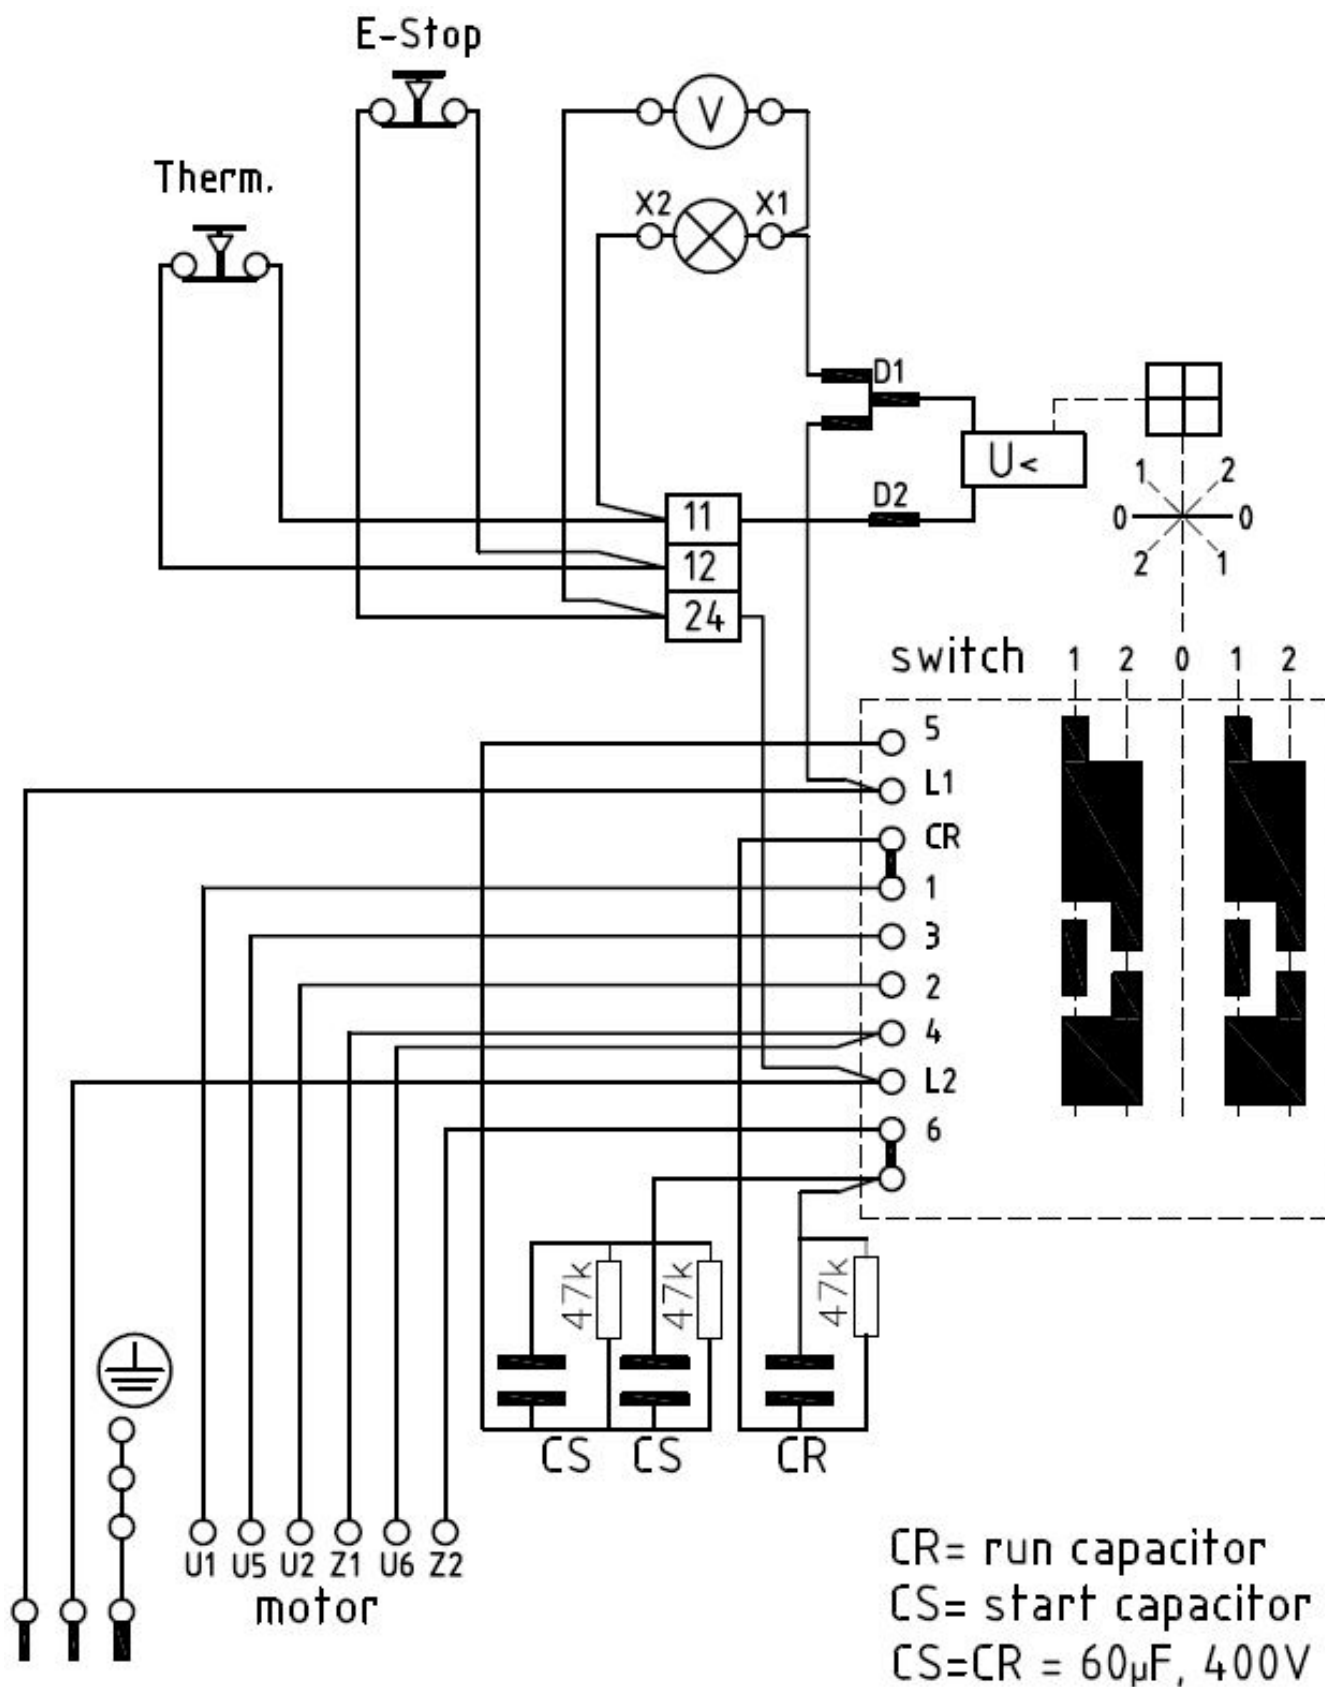 E-Stop
V
Therm.
X2 X1
D1
U<
1 2
0 0
2 1
D2
11
12
24
switch 1 2 0 1 2
5
L1
CR
1
3
2
4
L2
6
47k 47k 47k
CS CS CR
U1 U5 U2 Z1 U6 Z2
motor
CR= run capacitor
CS= start capacitor
CS=CR = 60µF, 400V